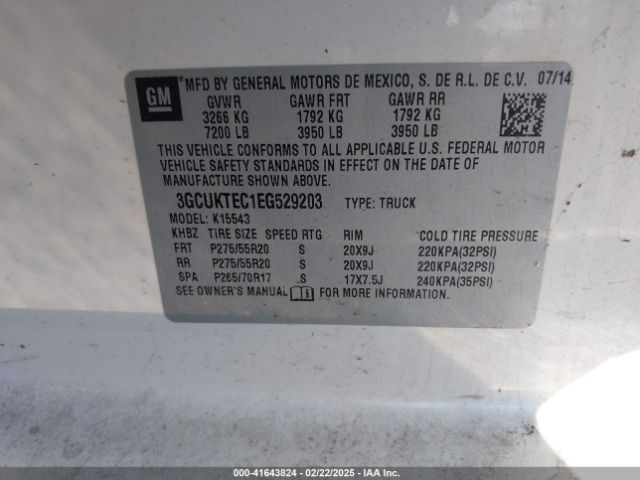 GM
®MFD BY GENERAL MOTORS DE MEXICO, S. DE R.L. DE C.V. 07/14
GVWR GAWR FRT GAWR RR
3266 KG 1792 KG 1792 KG
7200 LB 3950 LB 3950 LB
THIS VEHICLE CONFORMS TO ALL APPLICABLE U.S. FEDERAL MOTOR
VEHICLE SAFETY STANDARDS IN EFFECT ON THE DATE OF
MANUFACTURE SHOWN ABOVE.
3GCUKTEC1EG529203 TYPE: TRUCK
MODEL: K15543
KHBZ TIRE SIZE SPEED RTG RIM COLD TIRE PRESSURE
FRT P275/55R20 S 20X9J 220KPA(32PSI)
RR P275/55R20 S 20X9J 220KPA(32PSI)
SPA P265/70R17 S 17X7.5J 240KPA(35PSI)
SEE OWNER'S MANUAL FOR MORE INFORMATION.
000-41643824 - 02/22/2025 - IAA Inc.